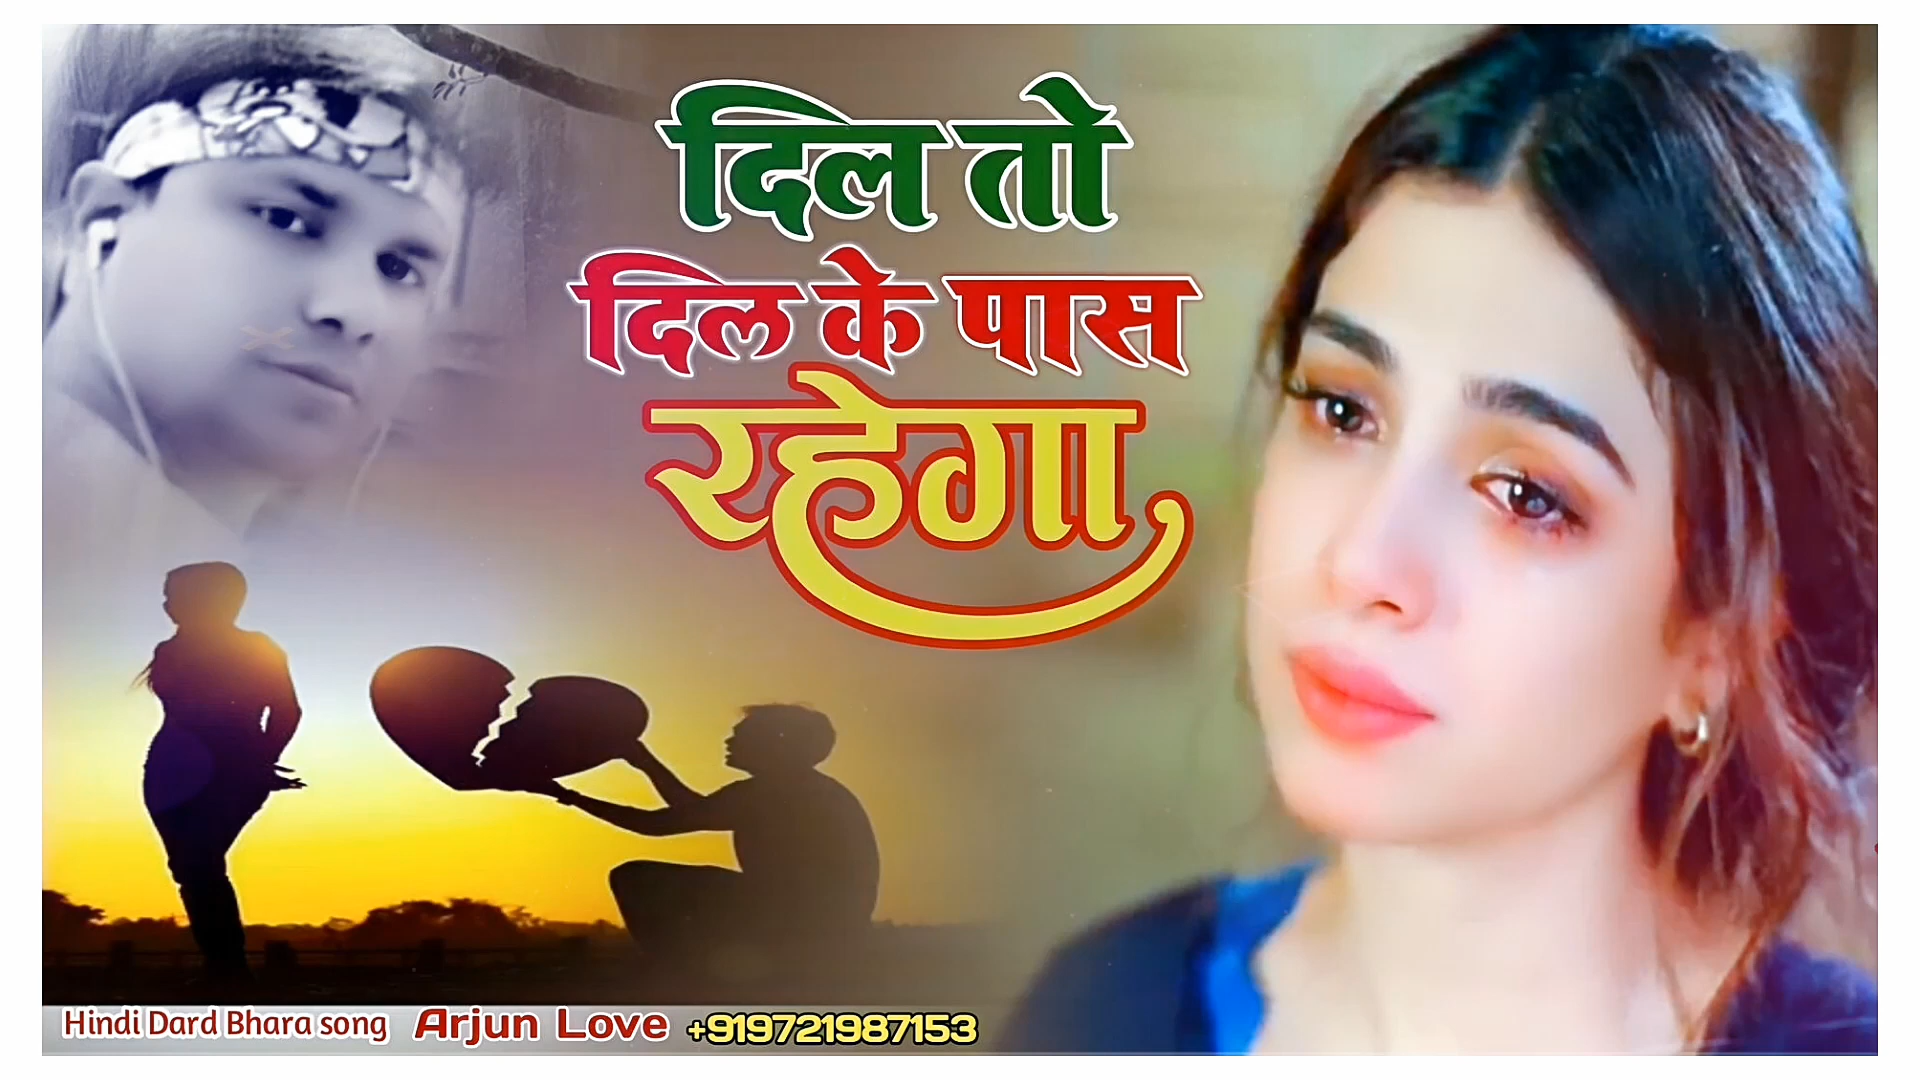 दिल तो
दिल के पास
रहेगा
Hindi Dard Bhara song Arjun Love +919721987153